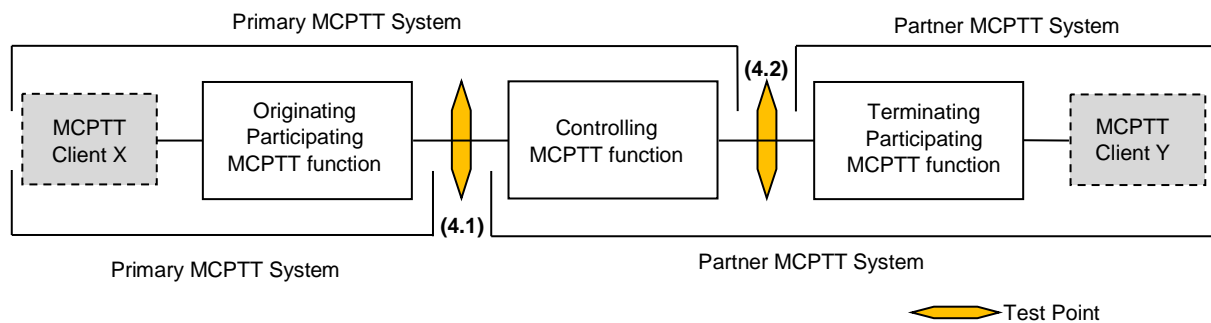 Primary MCPTT System
Partner MCPTT System
(4.2)
MCPTT
Client X
Originating
Participating
MCPTT function
Controlling
MCPTT function
Terminating
Participating
MCPTT function
MCPTT
Client Y
(4.1)
Primary MCPTT System
Partner MCPTT System
Test Point